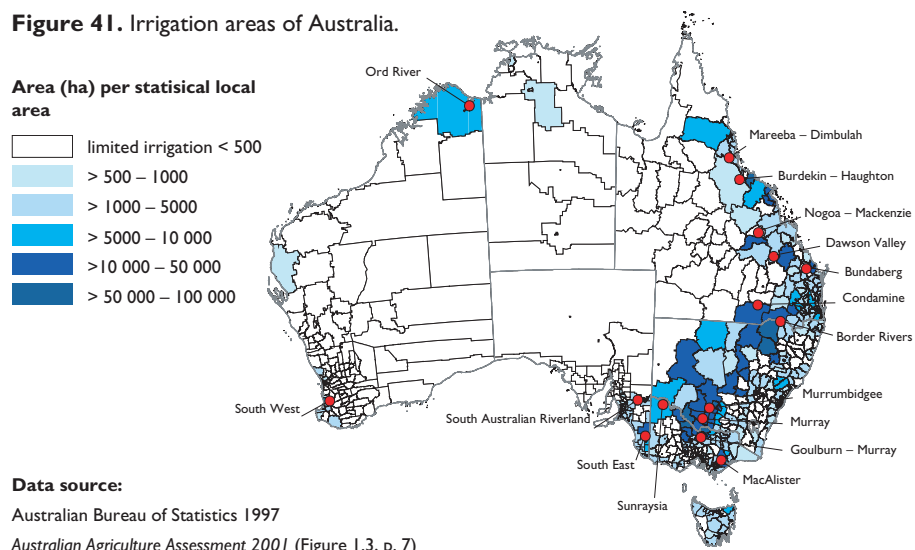 Figure 41. Irrigation areas of Australia.
Area (ha) per statisical local
area
limited irrigation < 500
> 500 – 1000
> 1000 – 5000
> 5000 – 10 000
>10 000 – 50 000
> 50 000 – 100 000
Ord River
Mareeba – Dimbulah
Burdekin – Haughton
Nogoa – Mackenzie
Dawson Valley
Bundaberg
Condamine
Border Rivers
Murrumbidgee
Murray
Goulburn – Murray
MacAlister
South West
South Australian Riverland
South East
Sunraysia
Data source:
Australian Bureau of Statistics 1997
Australian Agriculture Assessment 2001 (Figure 1.3, p. 7)